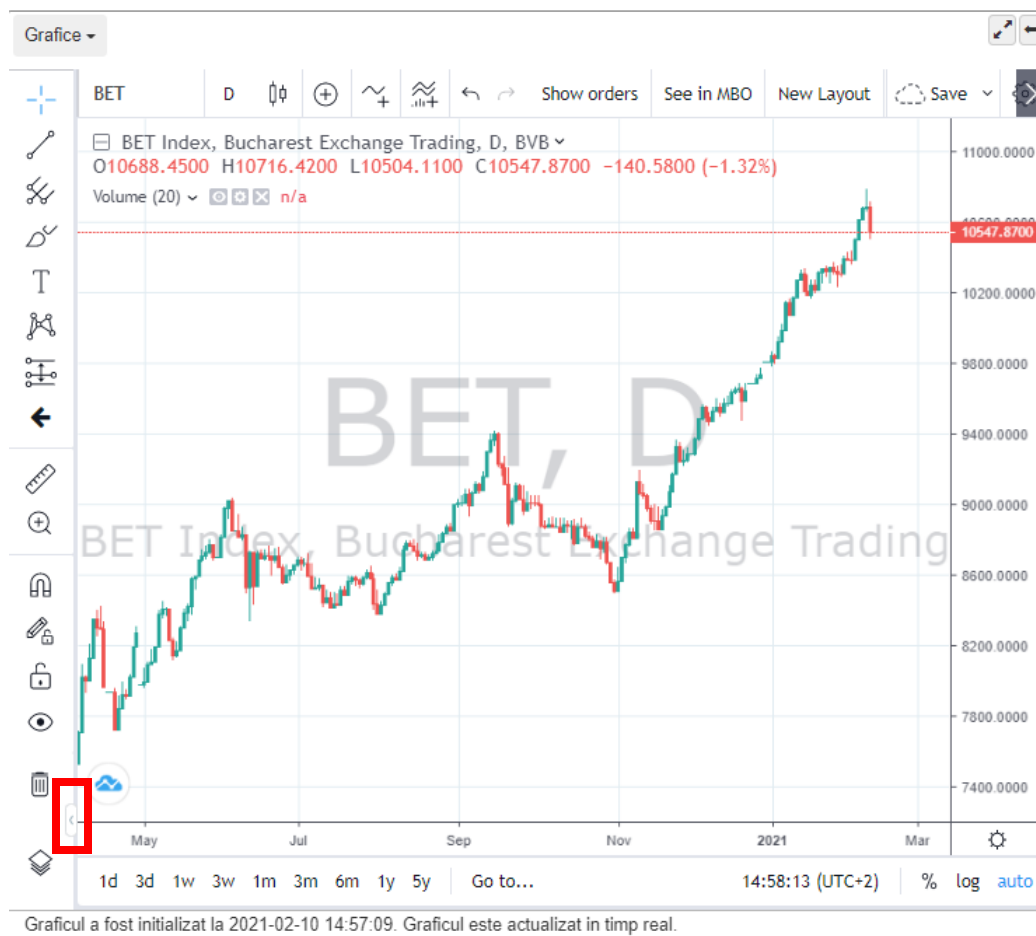 Grafice
BET D Show orders See in MBO New Layout Save
BET Index, Bucharest Exchange Trading, D, BVB
O10688.4500 H10716.4200 L10504.1100 C10547.8700 −140.5800 (−1.32%)
Volume (20) n/a
11000.0000
10600.0000
10547.8700
10200.0000
9800.0000
BET, D
9400.0000
9000.0000
BET Index, Bucharest Exchange Trading
8600.0000
8200.0000
7800.0000
7400.0000
May Jul Sep Nov 2021 Mar
1d 3d 1w 3w 1m 3m 6m 1y 5y Go to... 14:58:13 (UTC+2) % log auto
Graficul a fost initializat la 2021-02-10 14:57:09. Graficul este actualizat in timp real.